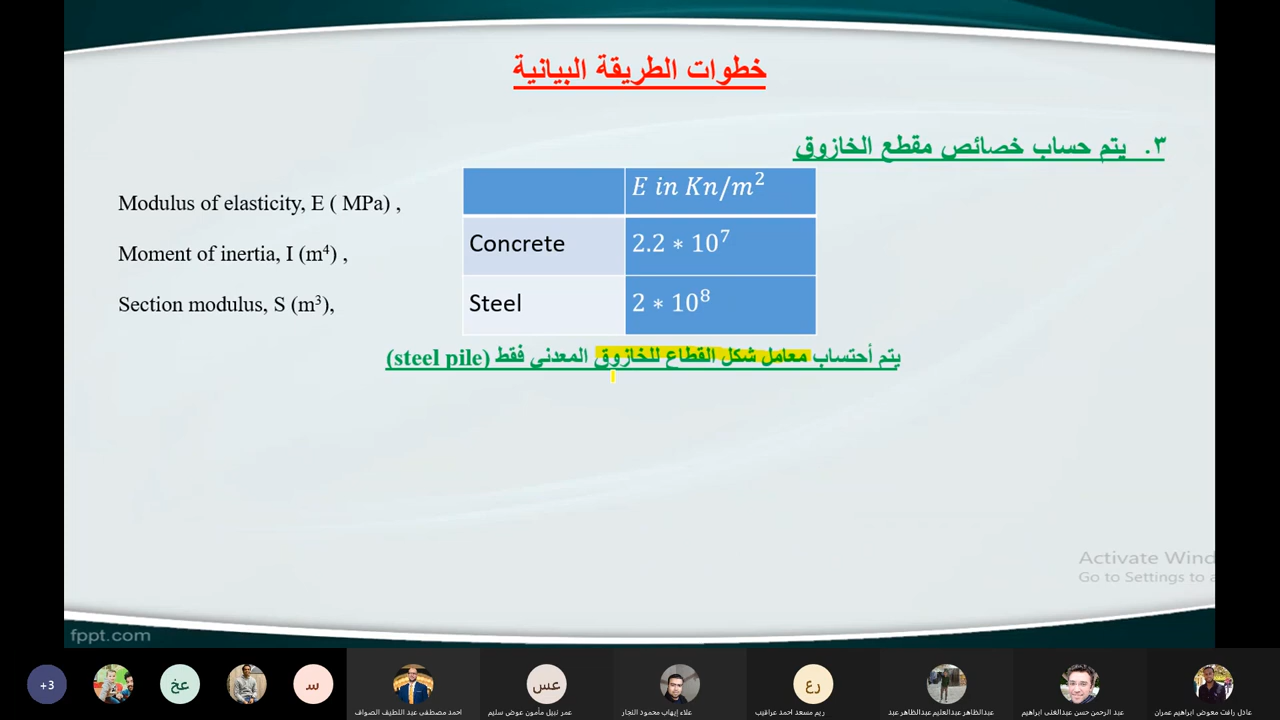 خطوات الطريقة البيانية
٣. يتم حساب خصائص مقطع الخازوق
Modulus of elasticity, E ( MPa) ,
Moment of inertia, I (m⁴) ,
Section modulus, S (m³),
E in Kn/m²
Concrete 2.2 * 10⁷
Steel 2 * 10⁸
يتم أحتساب معامل شكل القطاع للخازوق المعدني فقط (steel pile)
Activate Wind
Go to Settings to a
fppt.com
+3
عخ
س
عس
رع
احمد مصطفى عبد اللطيف الصواف
عمر نبيل مأمون عوض سليم
علاء إيهاب محمود النجار
ريم مسعد احمد عراقيب
عبدالظاهر عبدالعليم عبدالظاهر عبد
عبد الرحمن حسن عبدالغنى ابراهيم
عادل رافت معوض ابراهيم عمران